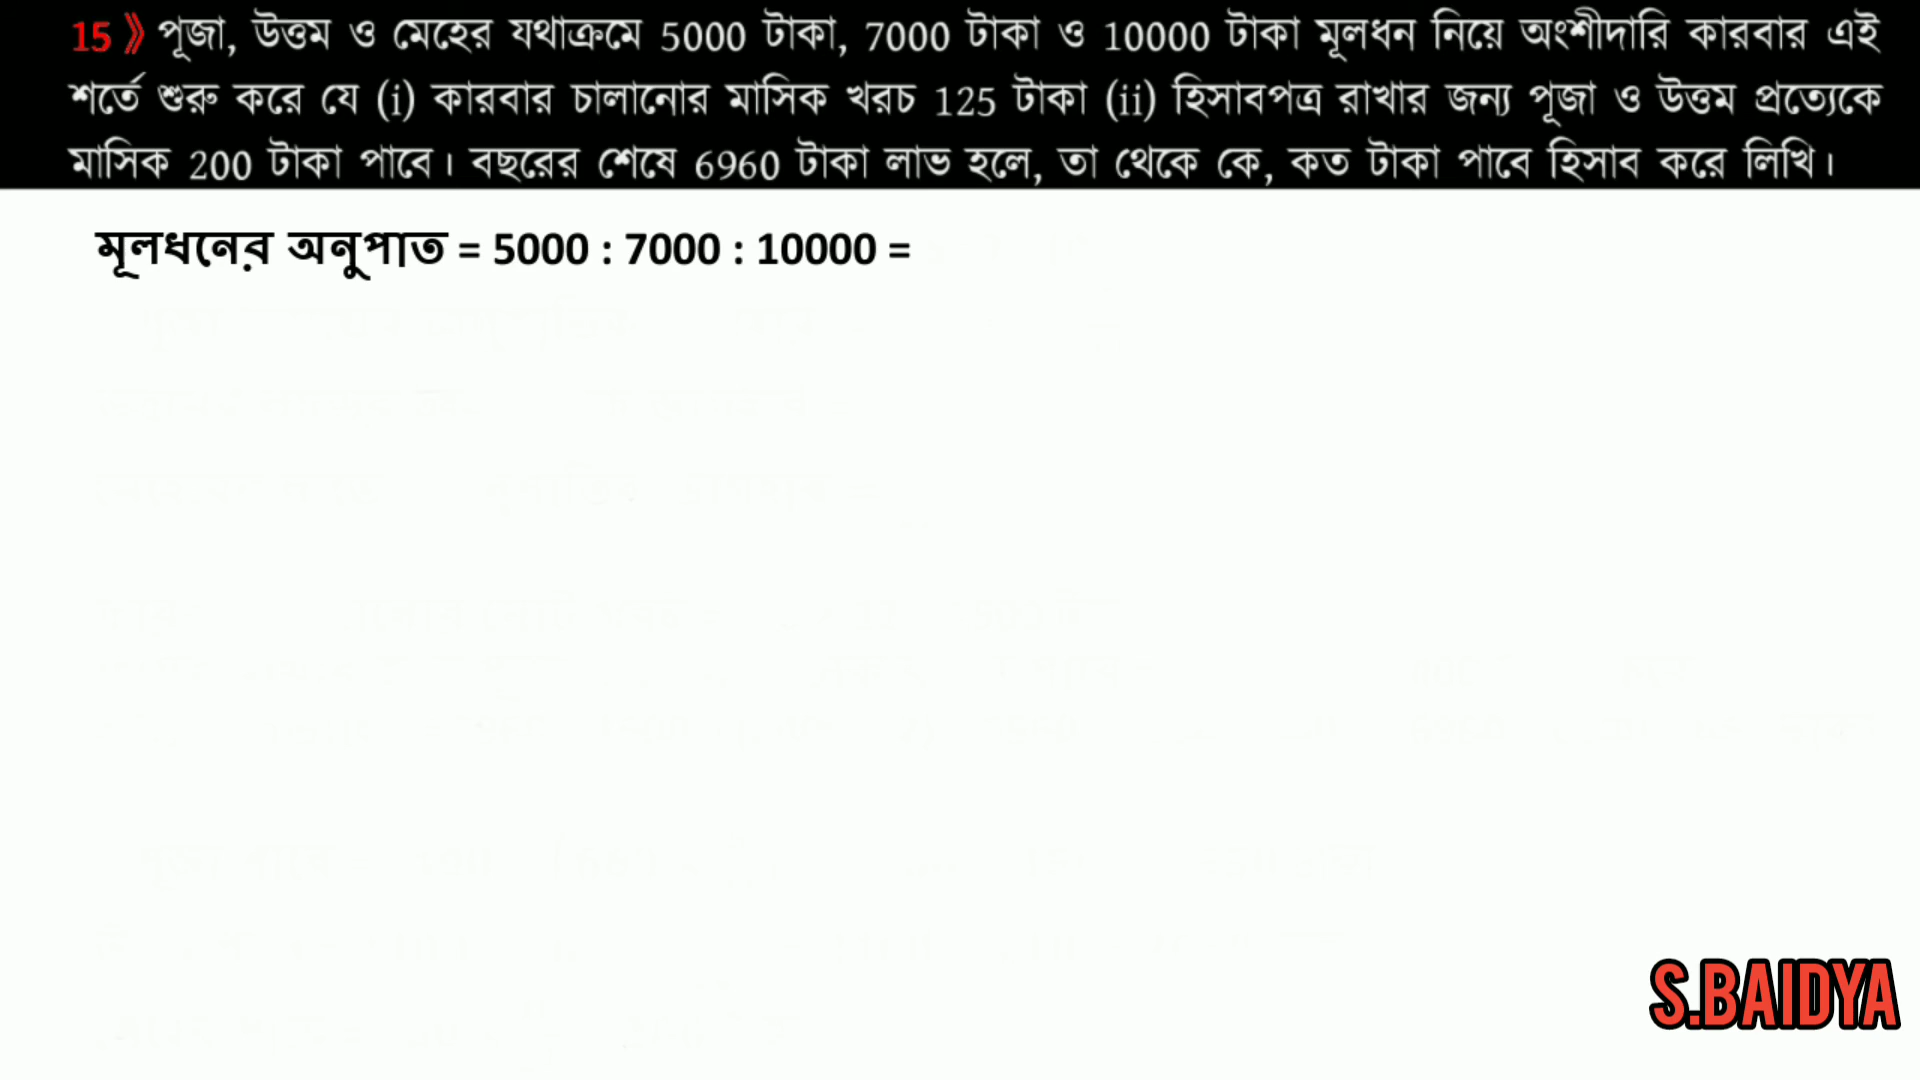 15》পূজা, উত্তম ও মেহের যথাক্রমে 5000 টাকা, 7000 টাকা ও 10000 টাকা মূলধন নিয়ে অংশীদারি কারবার এই
শর্তে শুরু করে যে (i) কারবার চালানোর মাসিক খরচ 125 টাকা (ii) হিসাবপত্র রাখার জন্য পূজা ও উত্তম প্রত্যেকে
মাসিক 200 টাকা পাবে। বছরের শেষে 6960 টাকা লাভ হলে, তা থেকে কে, কত টাকা পাবে হিসাব করে লিখি।
মূলধনের অনুপাত = 5000 : 7000 : 10000 =
S.BAIDYA